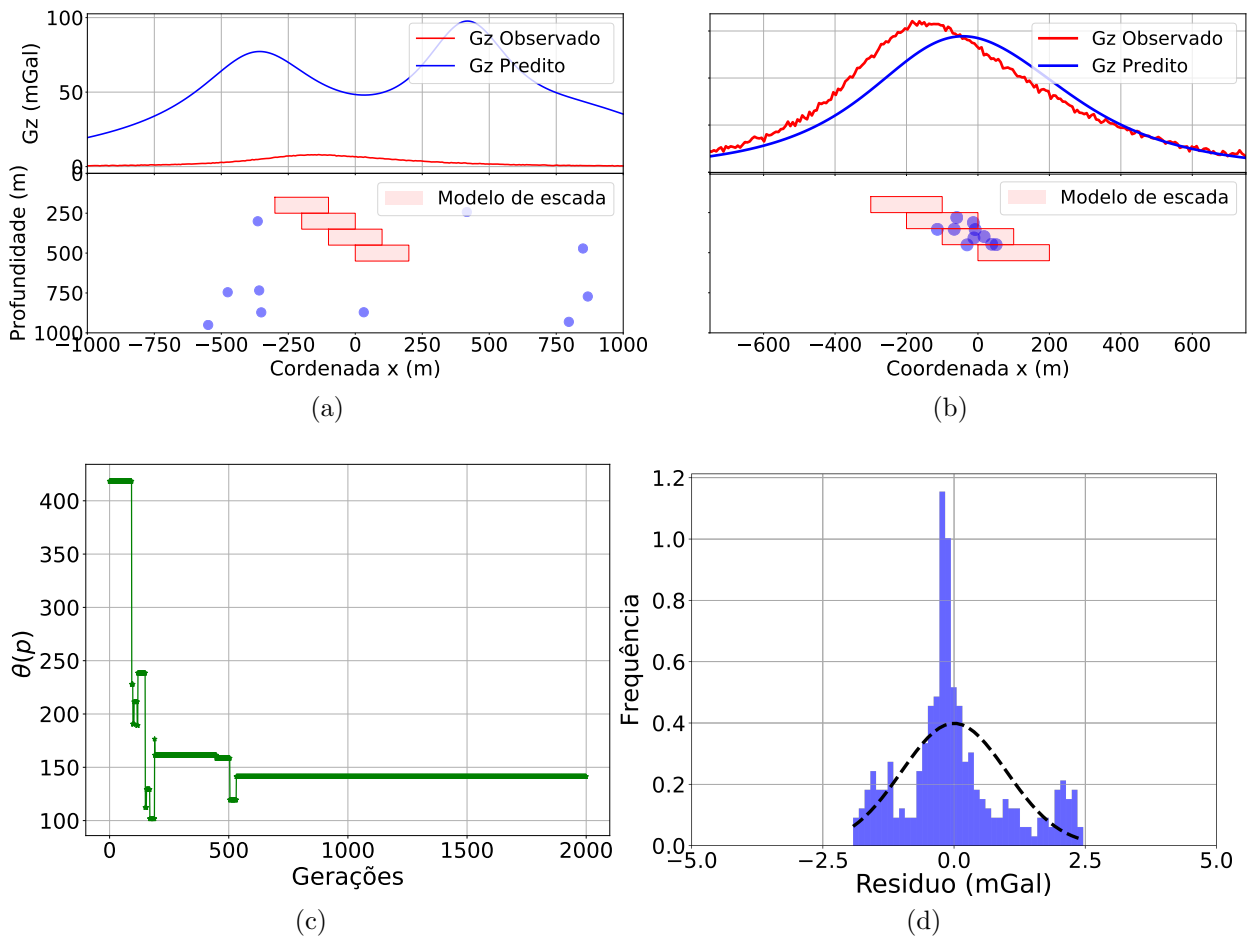 100
50
0
Gz (mGal)
Gz Observado
Gz Predito
0
250
500
750
1000
Profundidade (m)
Modelo de escada
−1000 −750 −500 −250 0 250 500 750 1000
Cordenada x (m)
(a)
Gz Observado
Gz Predito
Modelo de escada
−600 −400 −200 0 200 400 600
Coordenada x (m)
(b)
400
350
300
250
200
150
100
θ(p)
0 500 1000 1500 2000
Gerações
(c)
1.2
1.0
0.8
0.6
0.4
0.2
0.0
Frequência
−5.0 −2.5 0.0 2.5 5.0
Residuo (mGal)
(d)